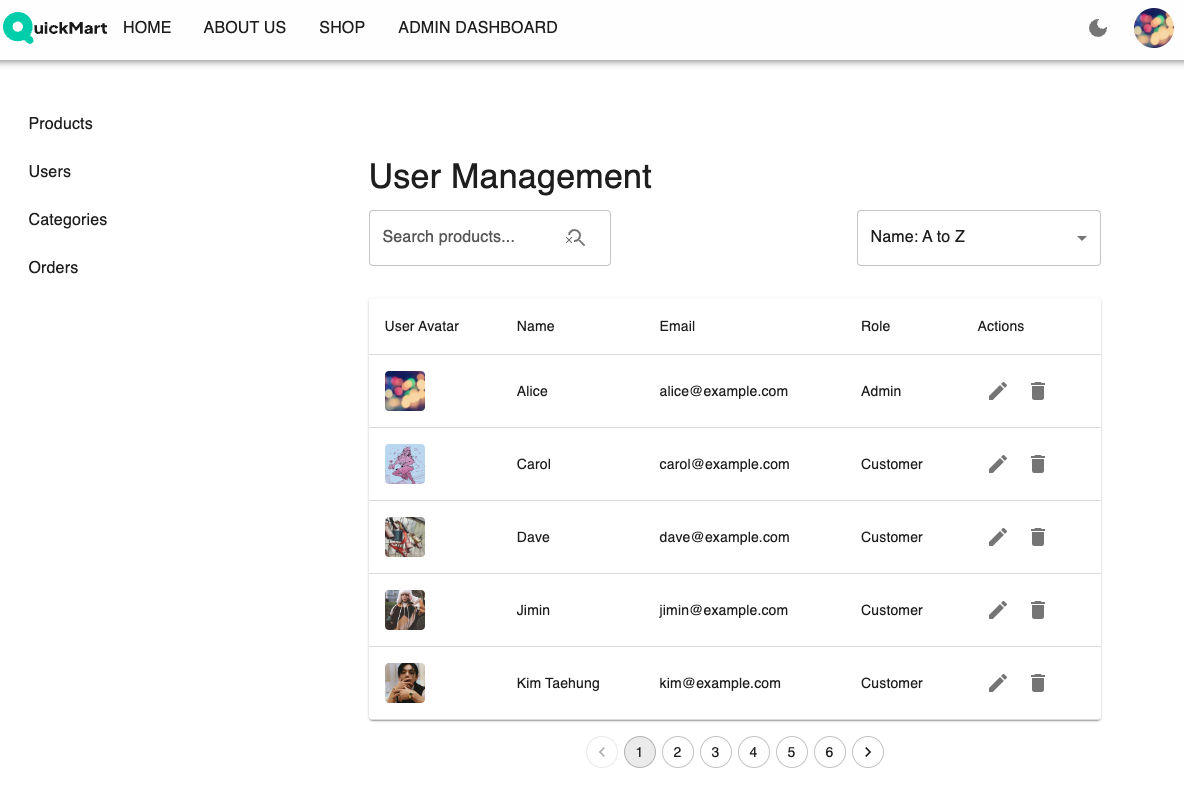 QuickMart HOME ABOUT US SHOP ADMIN DASHBOARD
Products
Users
Categories
Orders
User Management
Search products... Name: A to Z
User Avatar Name Email Role Actions
Alice alice@example.com Admin
Carol carol@example.com Customer
Dave dave@example.com Customer
Jimin jimin@example.com Customer
Kim Taehung kim@example.com Customer
1 2 3 4 5 6